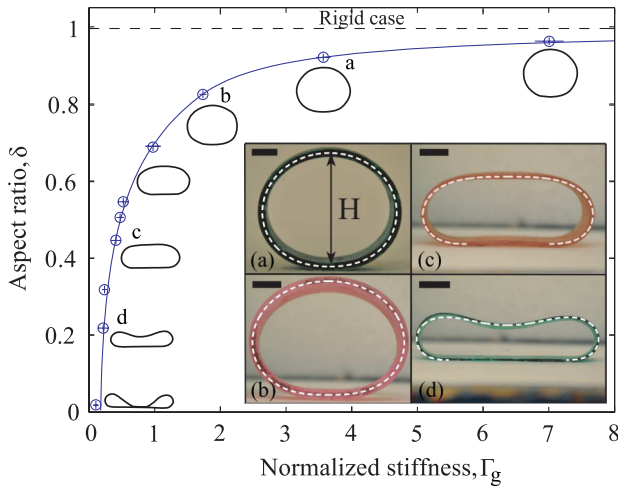 Rigid case
1
0.8
0.6
0.4
0.2
0
Aspect ratio, δ
a
b
c
d
H
(a)
(c)
(b)
(d)
0 1 2 3 4 5 6 7 8
Normalized stiffness, Γg